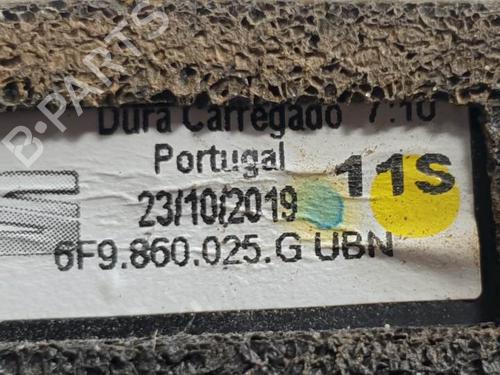 B-PARTS
Dura Carregado 7:10
Portugal
11S
23/10/2019
6F9.860.025.G UBN